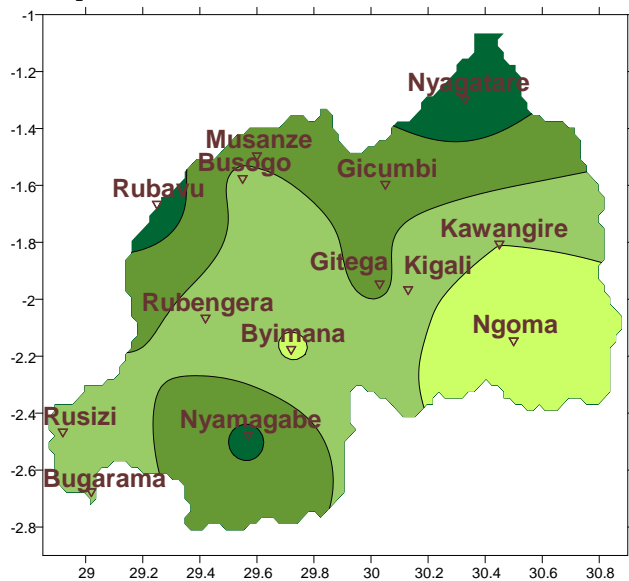 -1
-1.2
-1.4
-1.6
-1.8
-2
-2.2
-2.4
-2.6
-2.8
Nyagatare
Musanze
Busogo
Gicumbi
Rubavu
Kawangire
Gitega
Kigali
Rubengera
Byimana
Ngoma
Rusizi
Nyamagabe
Bugarama
29 29.2 29.4 29.6 29.8 30 30.2 30.4 30.6 30.8